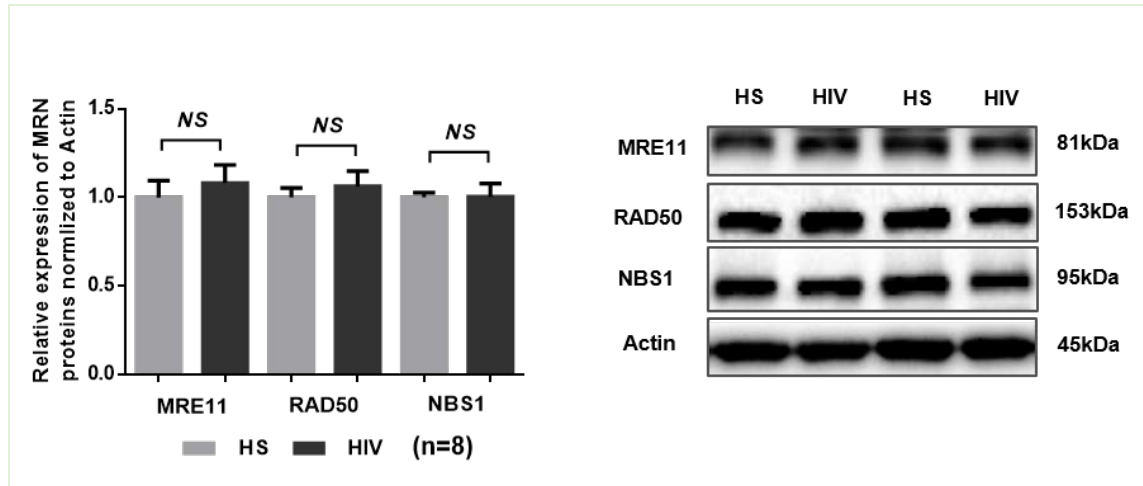 Relative expression of MRN
proteins normlized to Actin
1.5
1.0
0.5
0.0
NS
NS
NS
MRE11
RAD50
NBS1
HS
HIV
(n=8)
HS HIV HS HIV
MRE11 81kDa
RAD50 153kDa
NBS1 95kDa
Actin 45kDa